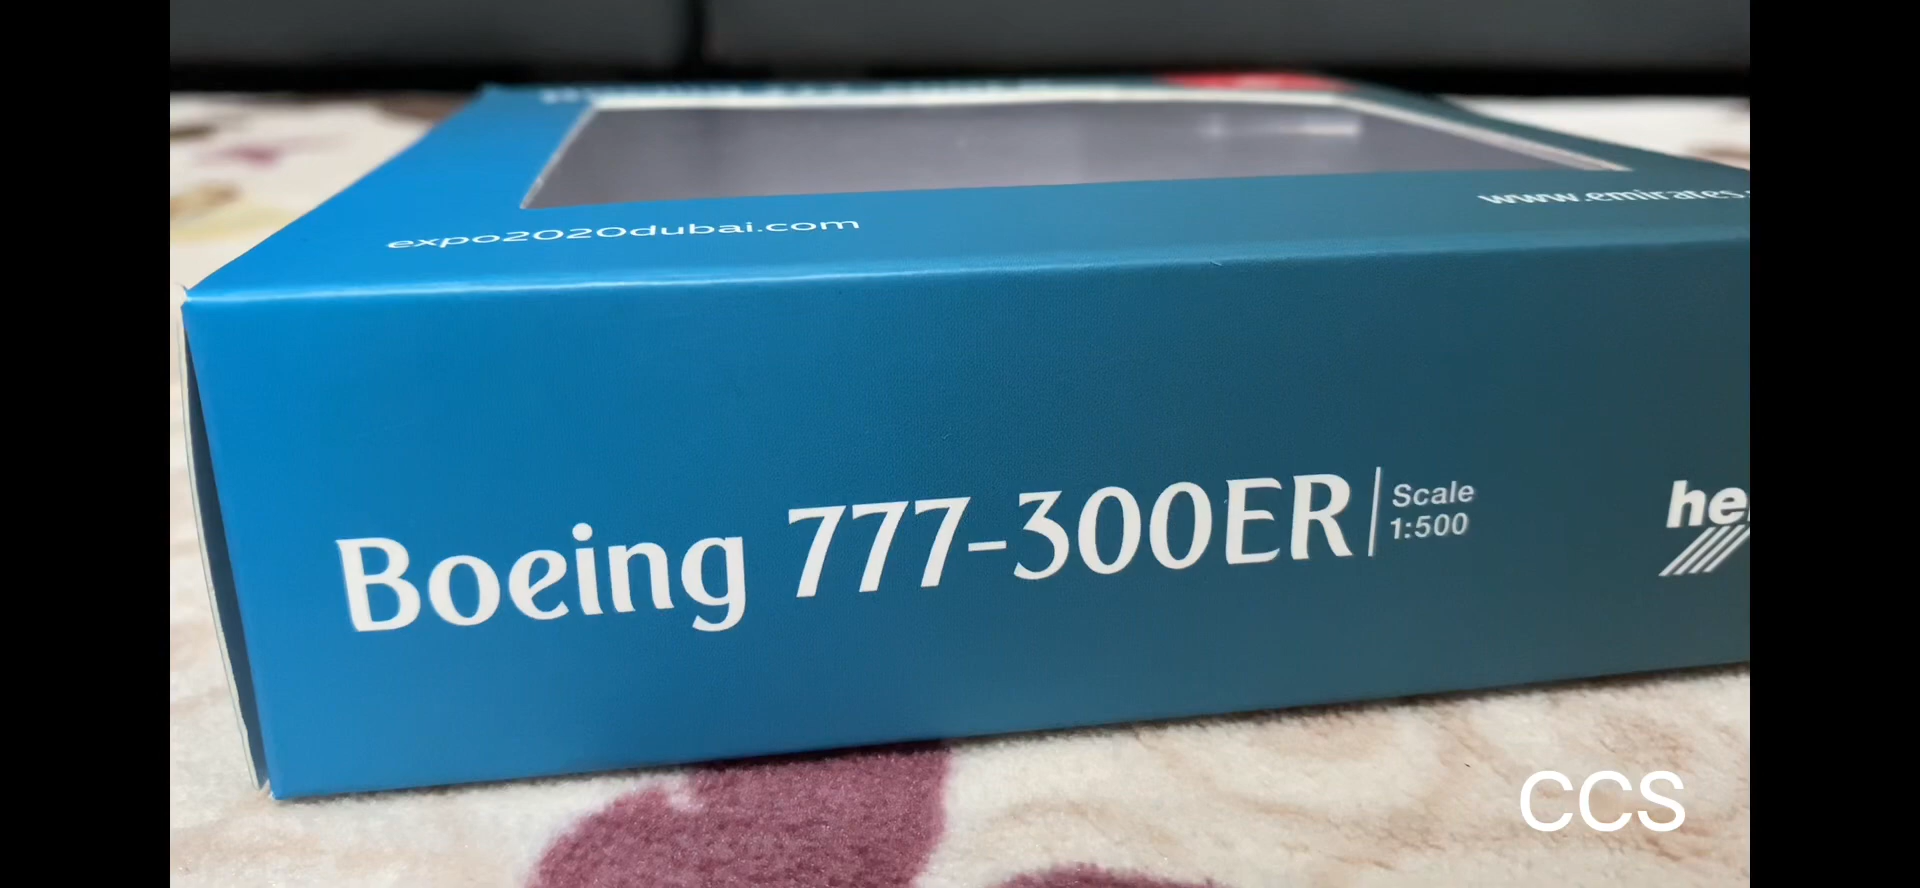 expo2020dubai.com
www.emirates.
Boeing 777-300ER
Scale
1:500
he
CCS